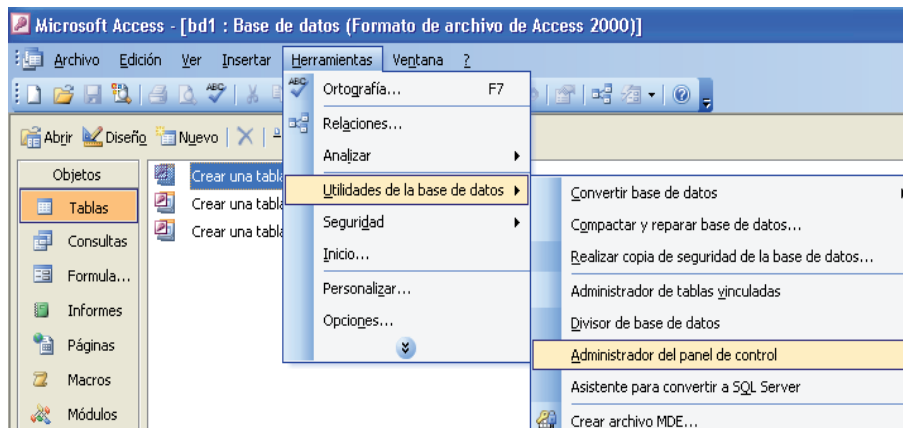 Microsoft Access - [bd1 : Base de datos (Formato de archivo de Access 2000)]
Archivo Edición Ver Insertar Herramientas Ventana ?
Ortografía... F7
Relaciones...
Analizar
Utilidades de la base de datos
Seguridad
Inicio...
Personalizar...
Opciones...
Convertir base de datos
Compactar y reparar base de datos...
Realizar copia de seguridad de la base de datos...
Administrador de tablas vinculadas
Divisor de base de datos
Administrador del panel de control
Asistente para convertir a SQL Server
Crear archivo MDE...
Abrir Diseño Nuevo
Objetos
Tablas
Consultas
Formula...
Informes
Páginas
Macros
Módulos
Crear una
Crear una
Crear una